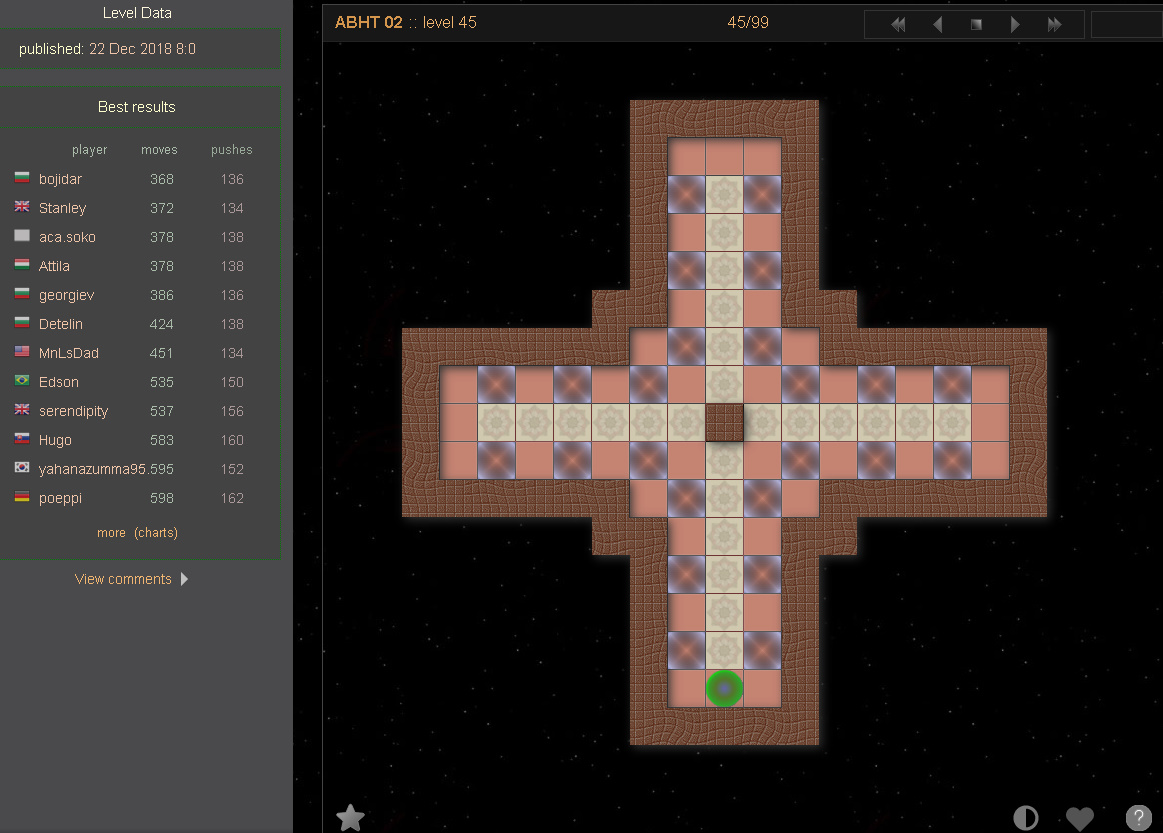 Level Data
published: 22 Dec 2018 8:0
Best results
player moves pushes
bojidar 368 136
Stanley 372 134
aca.soko 378 138
Attila 378 138
georgiev 386 136
Detelin 424 138
MnLsDad 451 134
Edson 535 150
serendipity 537 156
Hugo 583 160
yahanazumma95. 595 152
poeppi 598 162
more (charts)
View comments
ABHT 02 :: level 45
45/99
?